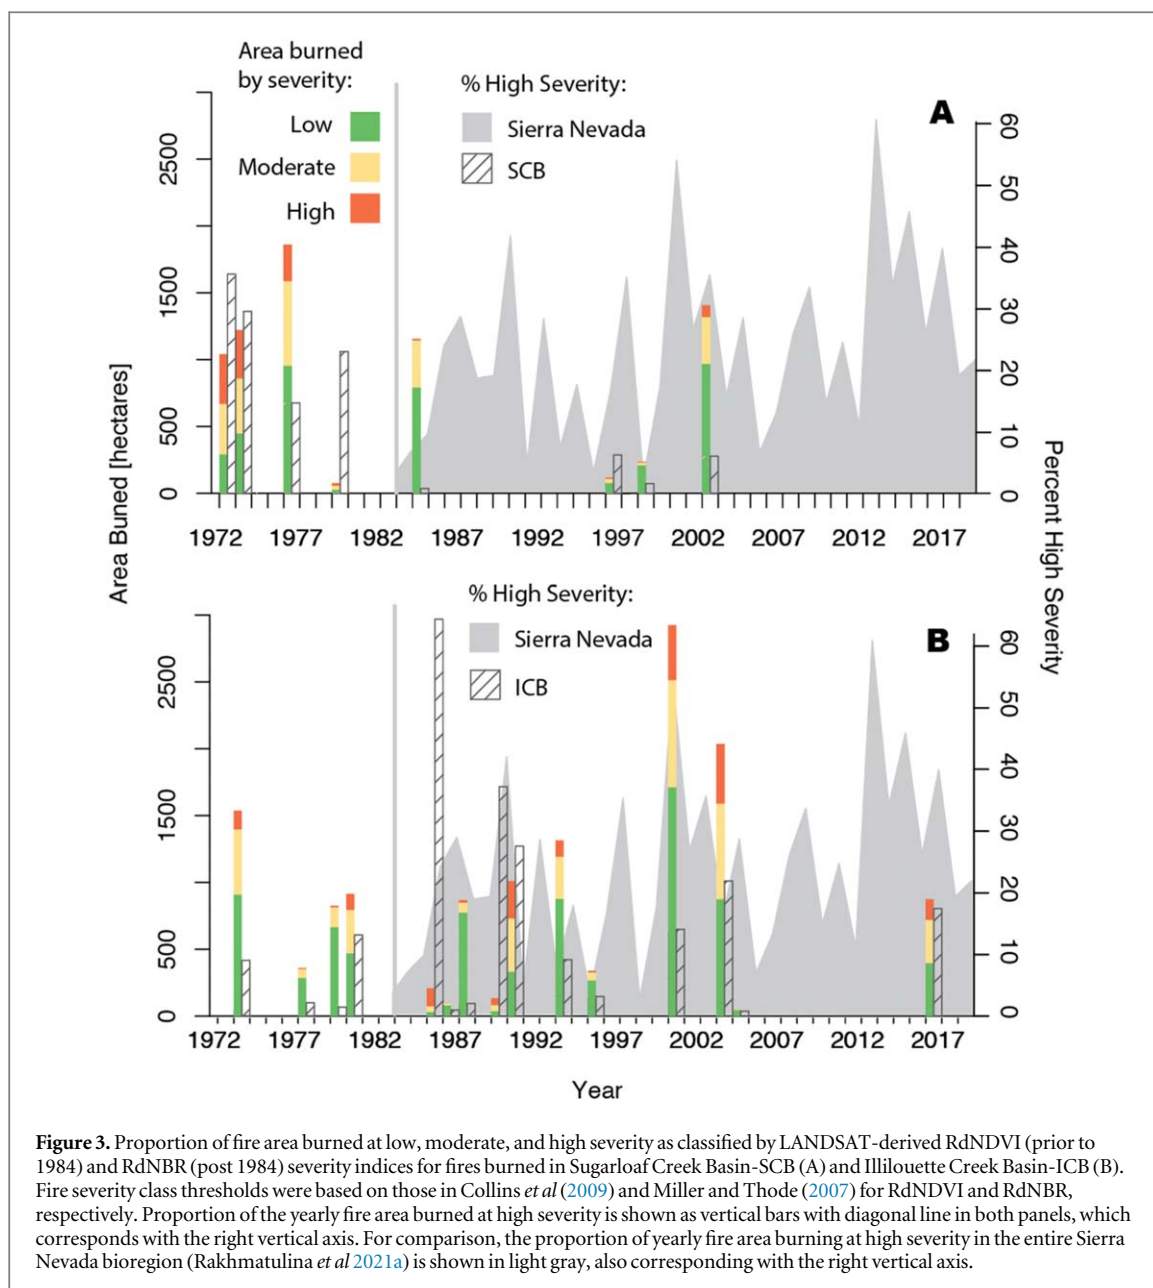 Area burned
by severity:
Low
Moderate
High
% High Severity:
Sierra Nevada
SCB
A
0
500
1500
2500
0
10
20
30
40
50
60
1972
1977
1982
1987
1992
1997
2002
2007
2012
2017
Area Buned [hectares]
Percent High Severity
% High Severity:
Sierra Nevada
ICB
B
0
500
1500
2500
0
10
20
30
40
50
60
1972
1977
1982
1987
1992
1997
2002
2007
2012
2017
Year
Figure 3. Proportion of fire area burned at low, moderate, and high severity as classified by LANDSAT-derived RdNDVI (prior to
1984) and RdNBR (post 1984) severity indices for fires burned in Sugarloaf Creek Basin-SCB (A) and Illilouette Creek Basin-ICB (B).
Fire severity class thresholds were based on those in Collins et al (2009) and Miller and Thode (2007) for RdNDVI and RdNBR,
respectively. Proportion of the yearly fire area burned at high severity is shown as vertical bars with diagonal line in both panels, which
corresponds with the right vertical axis. For comparison, the proportion of yearly fire area burning at high severity in the entire Sierra
Nevada bioregion (Rakhmatulina et al 2021a) is shown in light gray, also corresponding with the right vertical axis.